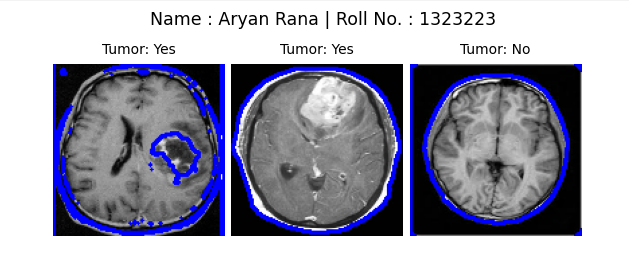 Name : Aryan Rana | Roll No. : 1323223
Tumor: Yes
Tumor: Yes
Tumor: No